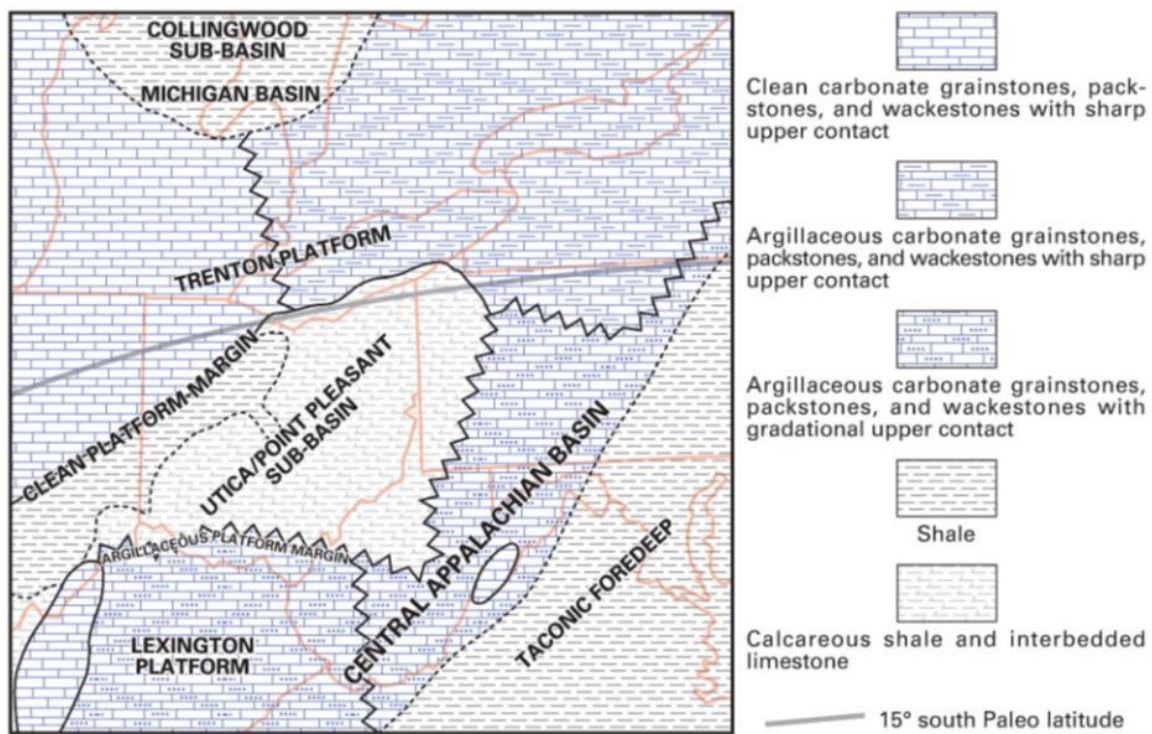 COLLINGWOOD
SUB-BASIN
MICHIGAN BASIN
TRENTON PLATFORM
CLEAN PLATFORM-MARGIN
UTICA/POINT PLEASANT
SUB-BASIN
ARGILLACEOUS PLATFORM MARGIN
LEXINGTON
PLATFORM
CENTRAL APPALACHIAN BASIN
TACONIC FOREDEEP
Clean carbonate grainstones, pack-
stones, and wackestones with sharp
upper contact
Argillaceous carbonate grainstones,
packstones, and wackestones with sharp
upper contact
Argillaceous carbonate grainstones,
packstones, and wackestones with
gradational upper contact
Shale
Calcareous shale and interbedded
limestone
15° south Paleo latitude